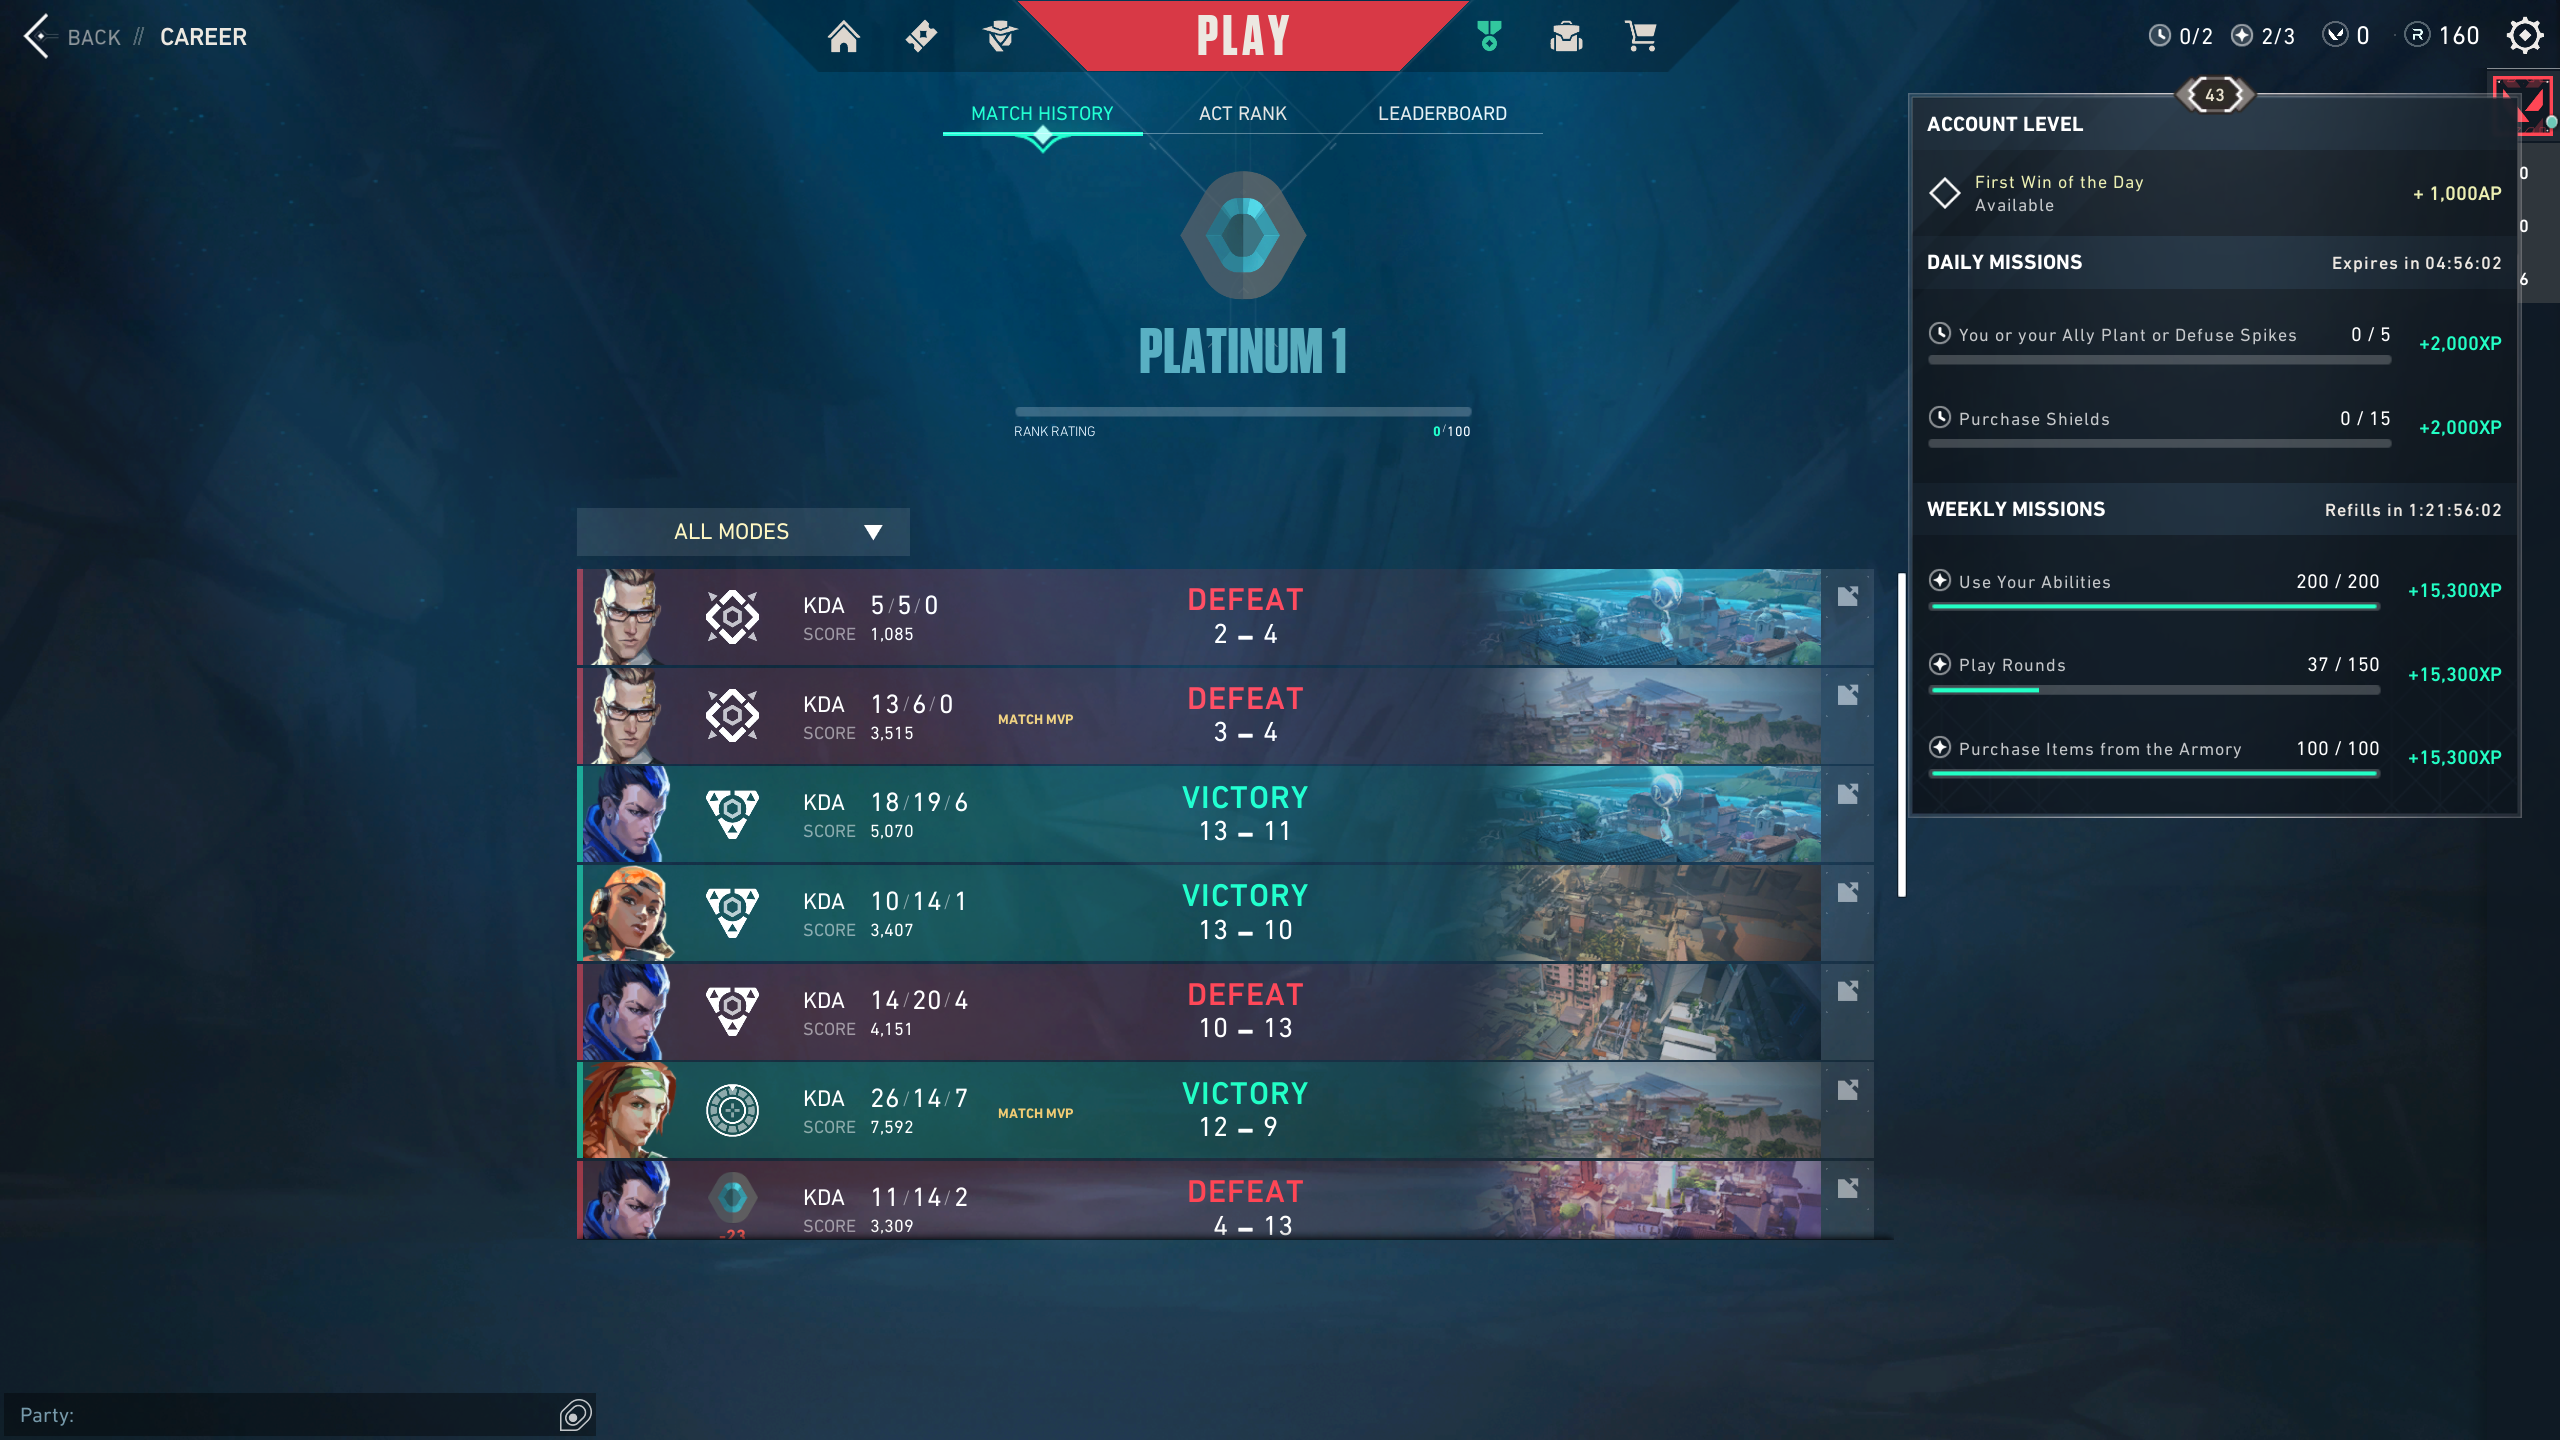 BACK // CAREER
PLAY
0/2 2/3 0 160
MATCH HISTORY ACT RANK LEADERBOARD
43
ACCOUNT LEVEL
First Win of the Day
Available
+ 1,000AP
DAILY MISSIONS Expires in 04:56:02
You or your Ally Plant or Defuse Spikes 0 / 5 +2,000XP
Purchase Shields 0 / 15 +2,000XP
WEEKLY MISSIONS Refills in 1:21:56:02
Use Your Abilities 200 / 200 +15,300XP
Play Rounds 37 / 150 +15,300XP
Purchase Items from the Armory 100 / 100 +15,300XP
0
0
6
PLATINUM 1
RANK RATING 0/100
ALL MODES
KDA 5/5/0
SCORE 1,085
DEFEAT
2 – 4
KDA 13/6/0
SCORE 3,515
MATCH MVP
DEFEAT
3 – 4
KDA 18/19/6
SCORE 5,070
VICTORY
13 – 11
KDA 10/14/1
SCORE 3,407
VICTORY
13 – 10
KDA 14/20/4
SCORE 4,151
DEFEAT
10 – 13
KDA 26/14/7
SCORE 7,592
MATCH MVP
VICTORY
12 – 9
-23
KDA 11/14/2
SCORE 3,309
DEFEAT
4 – 13
Party: